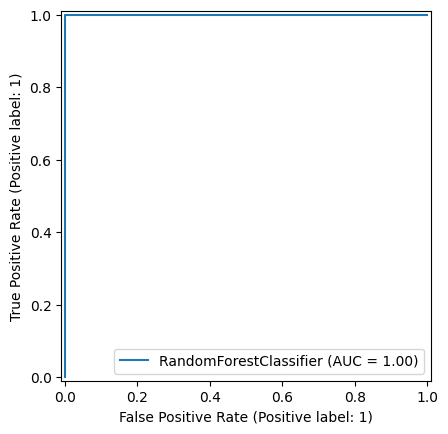 1.0
0.8
0.6
0.4
0.2
0.0
True Positive Rate (Positive label: 1)
RandomForestClassifier (AUC = 1.00)
0.0 0.2 0.4 0.6 0.8 1.0
False Positive Rate (Positive label: 1)